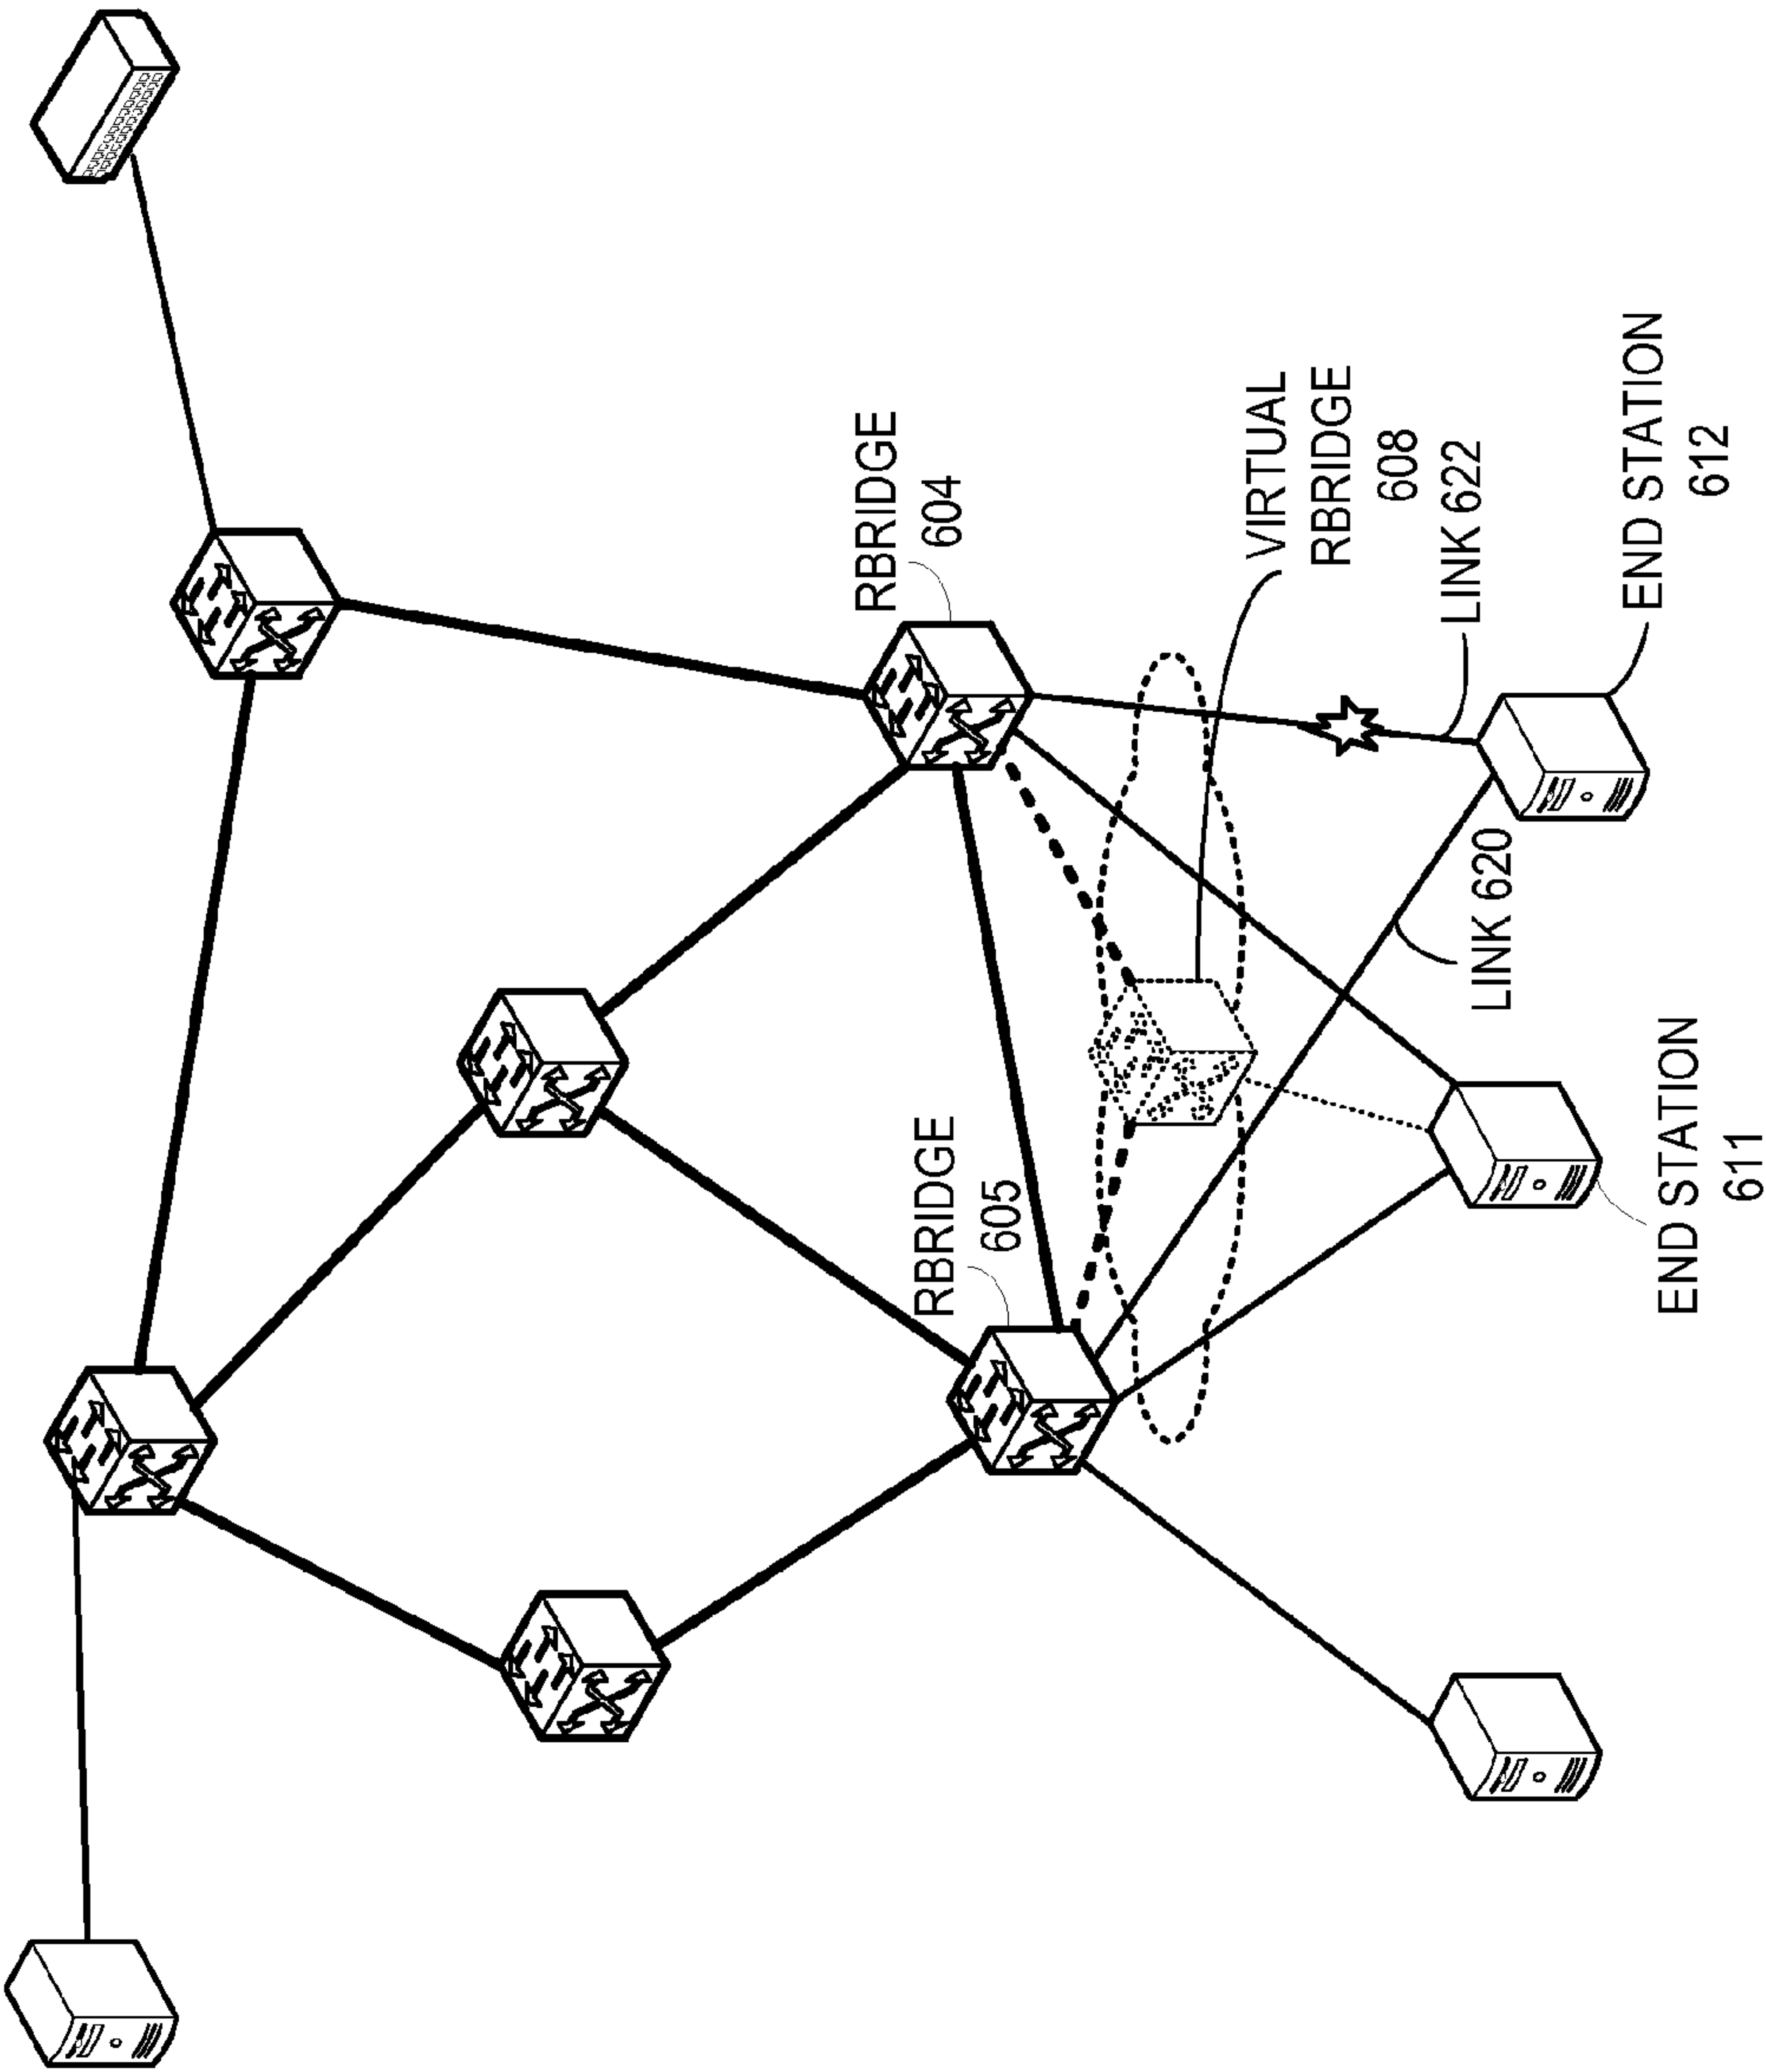 RBRIDGE
605
RBRIDGE
604
VIRTUAL
RBRIDGE
608
LINK 620
LINK 622
END STATION
611
END STATION
612